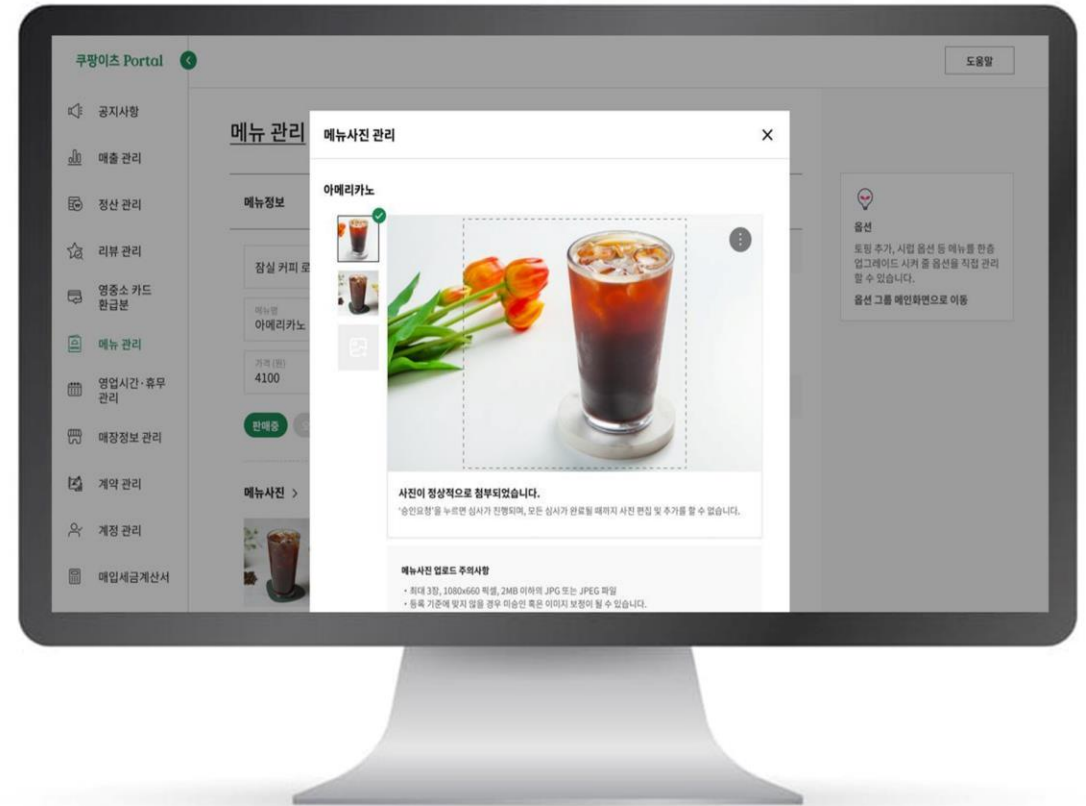 쿠팡이츠 Portal
도움말
공지사항
매출 관리
정산 관리
리뷰 관리
영중소 카드
환급분
메뉴 관리
영업시간·휴무
관리
매장정보 관리
계약 관리
계정 관리
매입세금계산서
메뉴 관리
메뉴정보
잠실 커피 로
메뉴명
아메리카노
가격 (원)
4100
판매중
메뉴사진 >
메뉴사진 관리
아메리카노
사진이 정상적으로 첨부되었습니다.
'승인요청'을 누르면 심사가 진행되며, 모든 심사가 완료될 때까지 사진 편집 및 추가를 할 수 없습니다.
메뉴사진 업로드 주의사항
• 최대 3장, 1080x660 픽셀, 2MB 이하의 JPG 또는 JPEG 파일
• 등록 기준에 맞지 않을 경우 미승인 혹은 이미지 보정이 될 수 있습니다.
옵션
토핑 추가, 시럽 옵션 등 메뉴를 한층
업그레이드 시켜 줄 옵션을 직접 관리
할 수 있습니다.
옵션 그룹 메인화면으로 이동